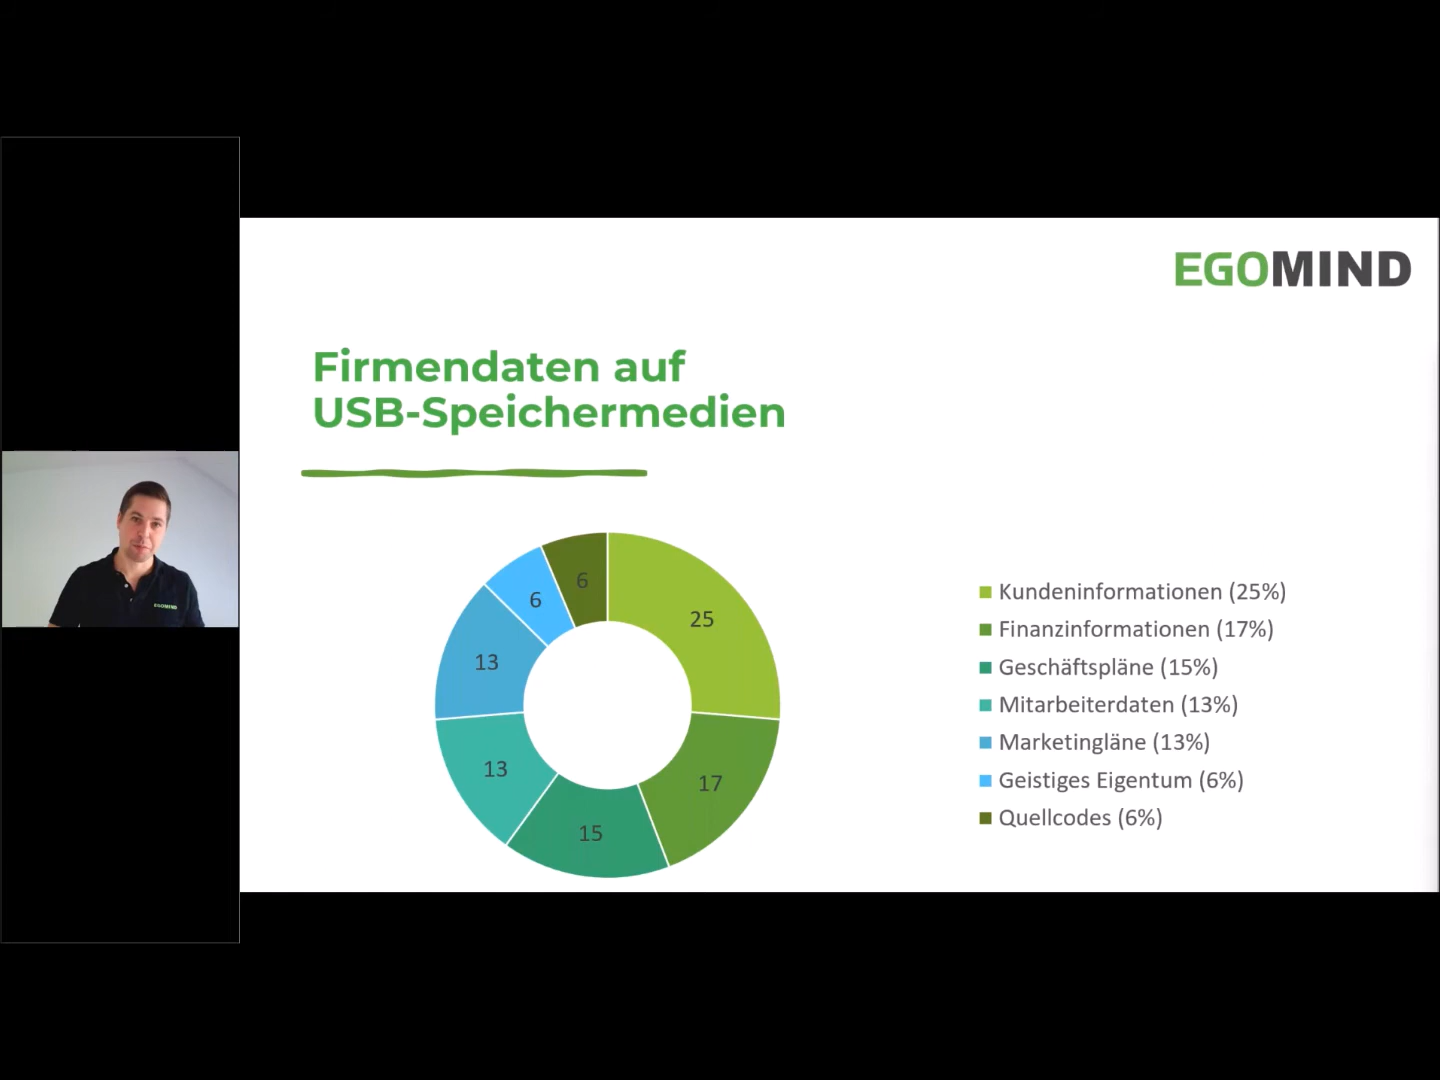 EGOMIND
Firmendaten auf
USB-Speichermedien
6
6
25
13
13
17
15
Kundeninformationen (25%)
Finanzinformationen (17%)
Geschäftspläne (15%)
Mitarbeiterdaten (13%)
Marketingläne (13%)
Geistiges Eigentum (6%)
Quellcodes (6%)
EGOMIND